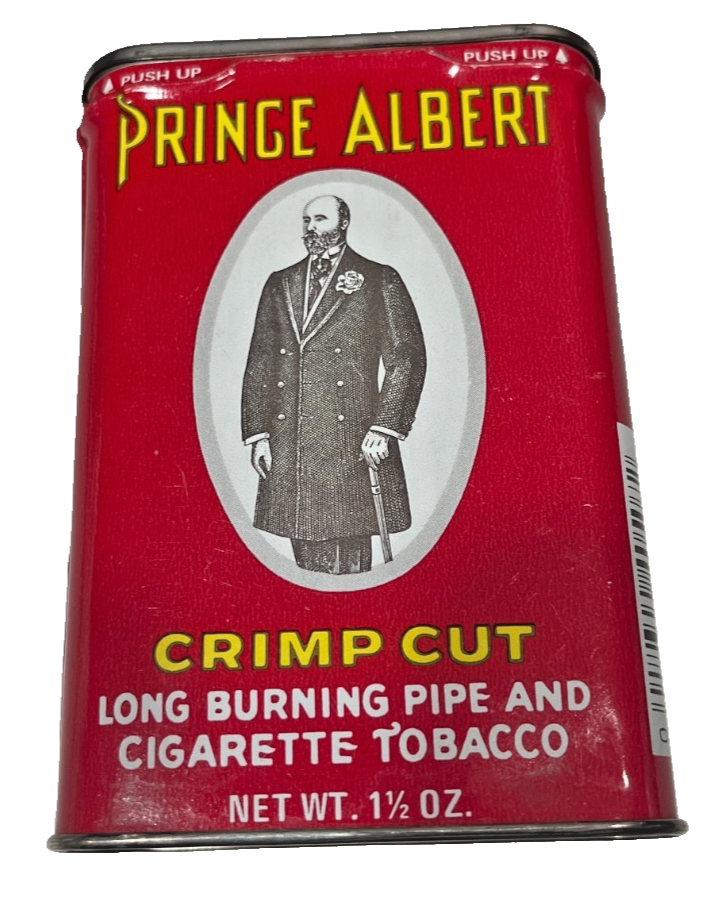 PUSH UP PUSH UP
PRINCE ALBERT
CRIMP CUT
LONG BURNING PIPE AND
CIGARETTE TOBACCO
NET WT. 1½ OZ.
0